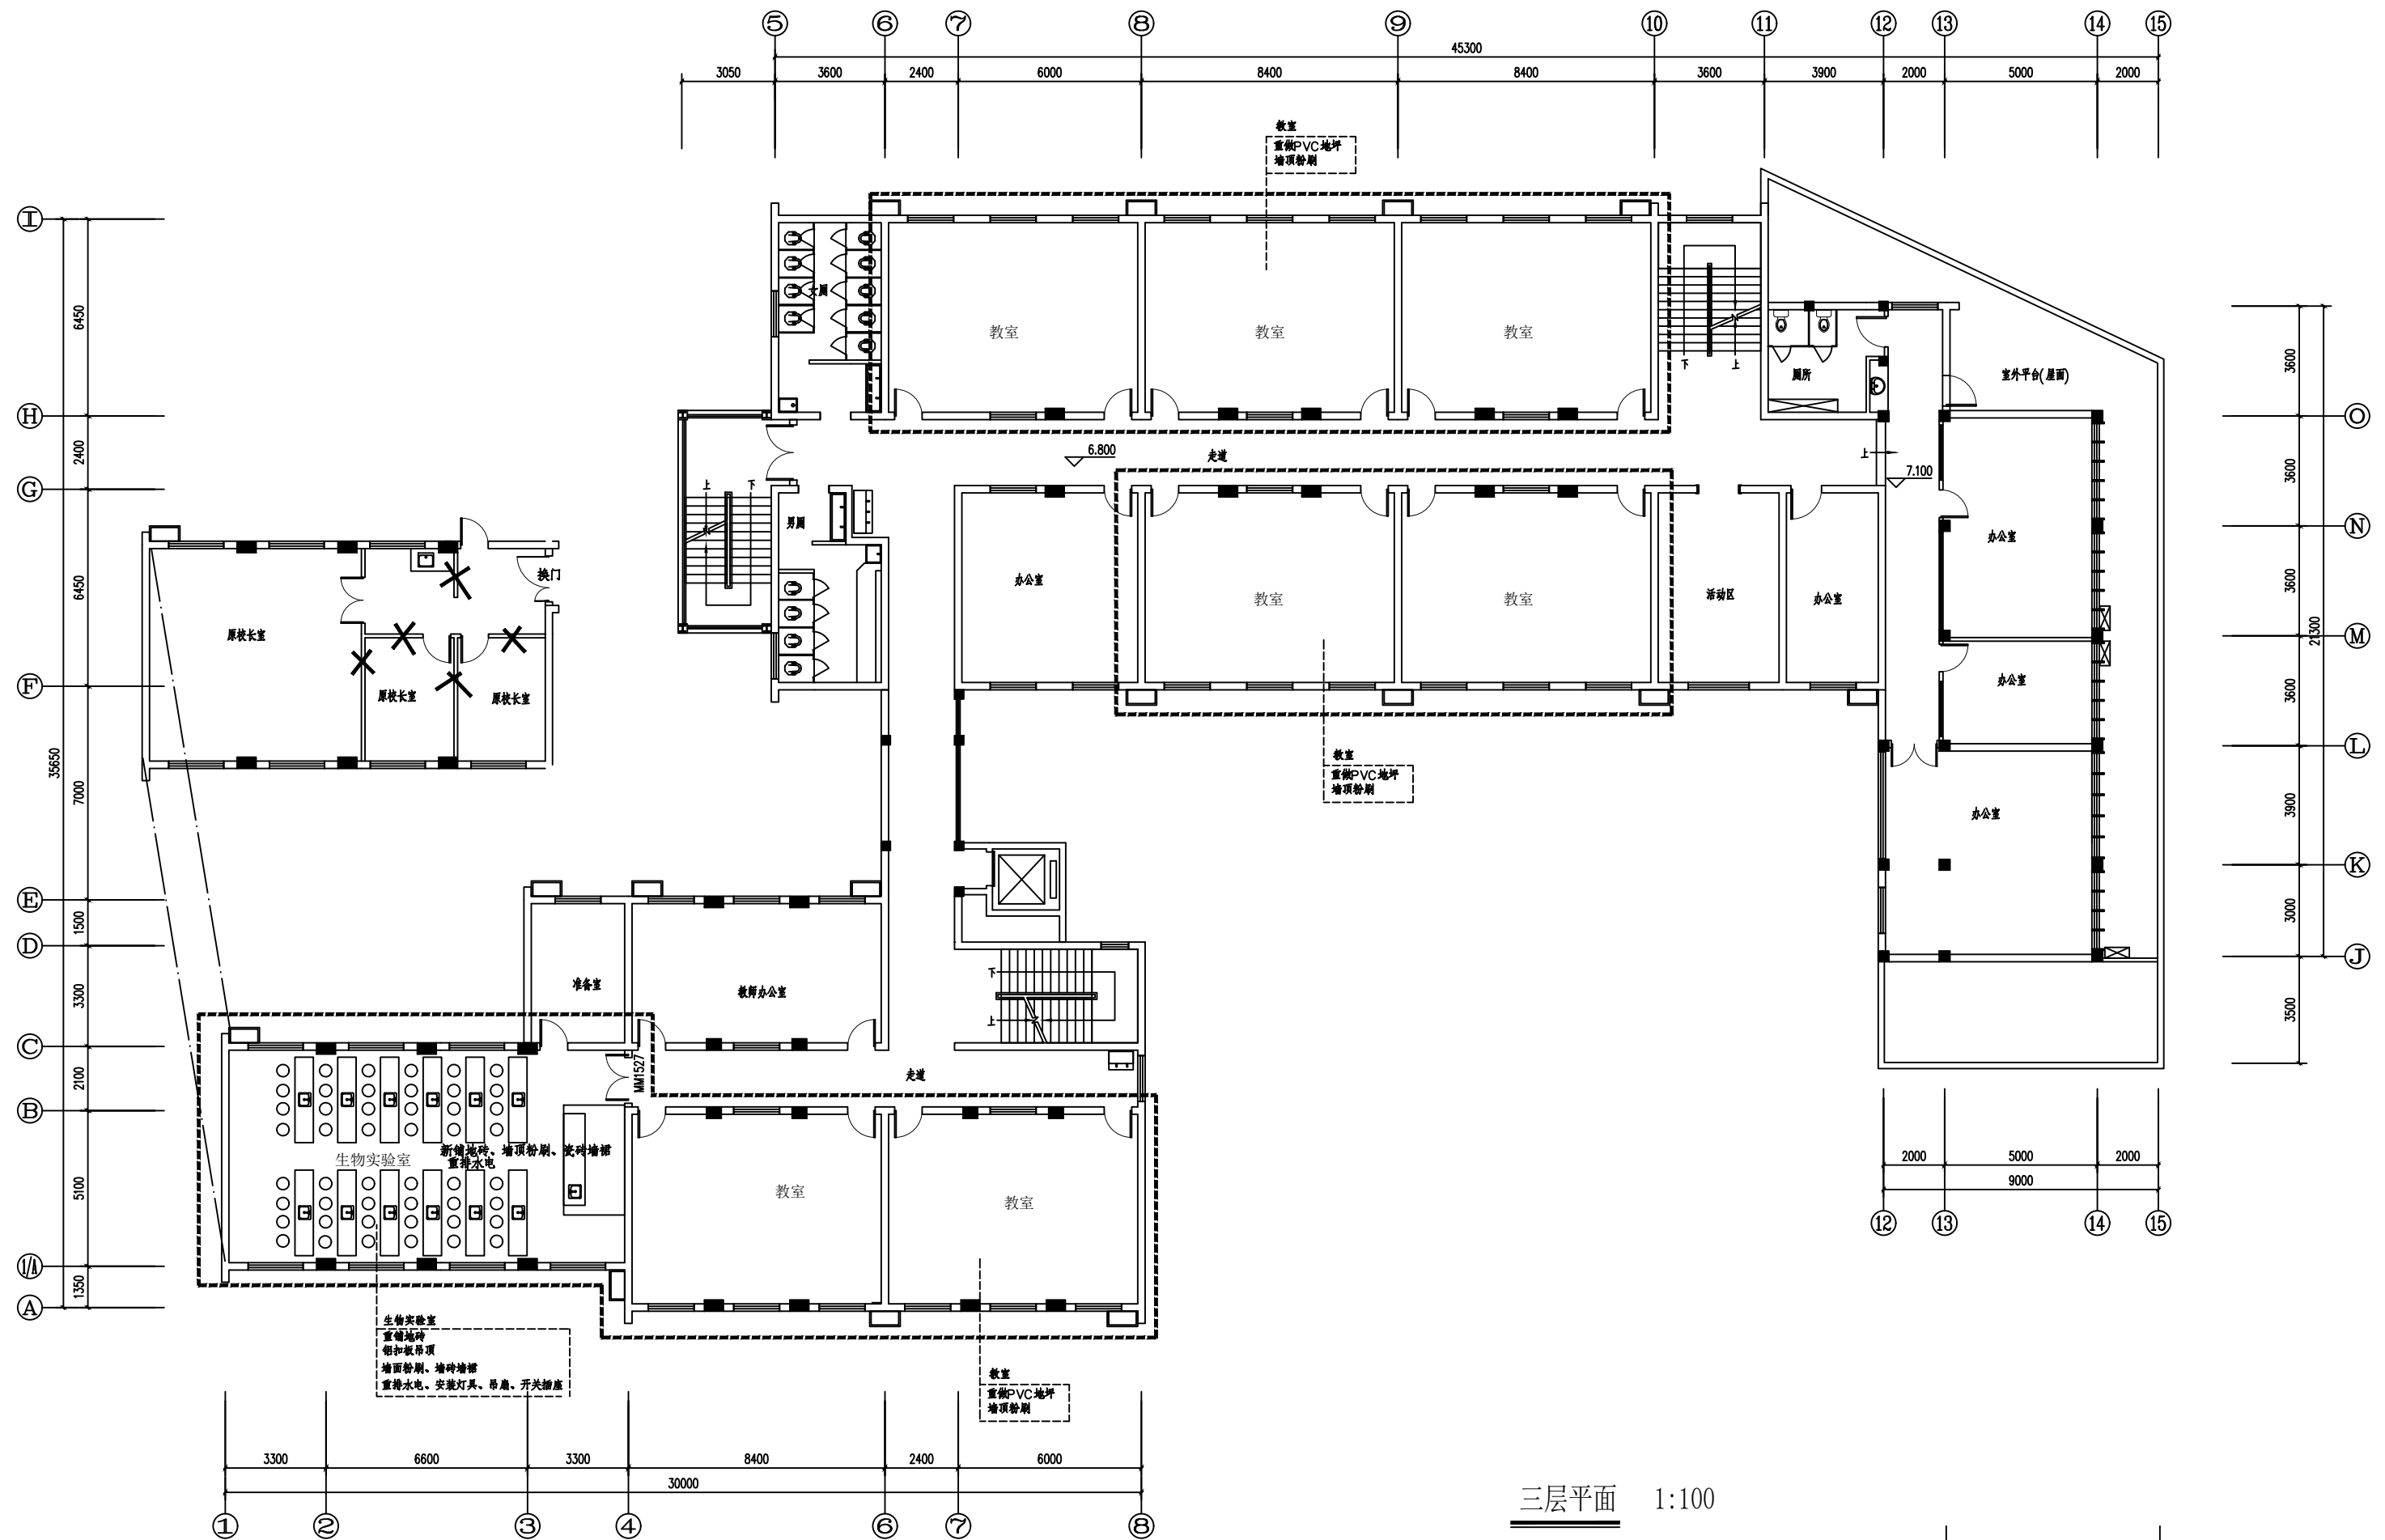 ⑤ ⑥ ⑦ ⑧ ⑨ ⑩ ⑪ ⑫ ⑬ ⑭ ⑮
45300
3050 3600 2400 6000 8400 8400 3600 3900 2000 5000 2000
教室
重做PVC地坪
墙顶粉刷
I
H
G
F
E
D
C
B
1/A
A
6450
2400
6450
7000
1500
3300
2100
5100
1350
35650
女厕
教室
教室
教室
下 上
厕所
室外平台(屋面)
6.800
走道
上
7.100
上 下
男厕
办公室
教室
教室
活动区
办公室
办公室
办公室
办公室
换门
原校长室
原校长室
原校长室
教室
重做PVC地坪
墙顶粉刷
O
N
M
L
K
J
3600
3600
3600
3600
3900
3000
3500
21300
准备室
教师办公室
下
上
MM1527
走道
生物实验室
新铺地砖、墙顶粉刷、瓷砖墙裙
重排水电
教室
教室
2000 5000 2000
9000
⑫ ⑬ ⑭ ⑮
生物实验室
重铺地砖
铝扣板吊顶
墙面粉刷、墙砖墙裙
重排水电、安装灯具、吊扇、开关插座
教室
重做PVC地坪
墙顶粉刷
3300 6600 3300 8400 2400 6000
30000
① ② ③ ④ ⑥ ⑦ ⑧
三层平面 1:100